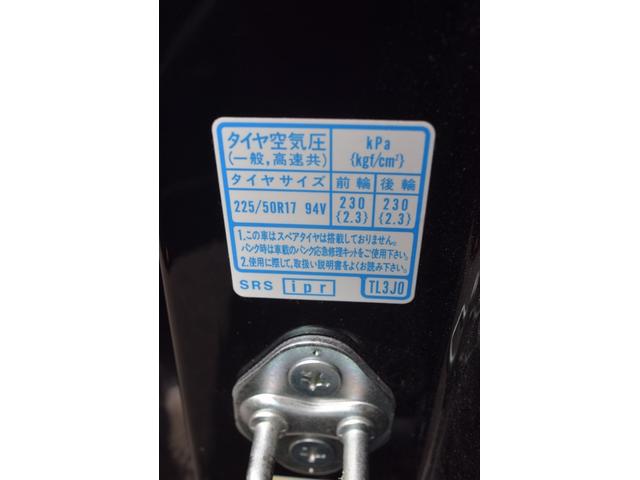 タイヤ空気圧 kPa
(一般,高速共) {kgf/cm²}
タイヤサイズ 前輪 後輪
225/50R17 94V 230 230
{2.3} {2.3}
1.この車はスペアタイヤは搭載しておりません。
パンク時は車載のパンク応急修理キットをご使用下さい。
2.使用に際して,取扱い説明書をよくお読み下さい。
SRS ipr TL3J0